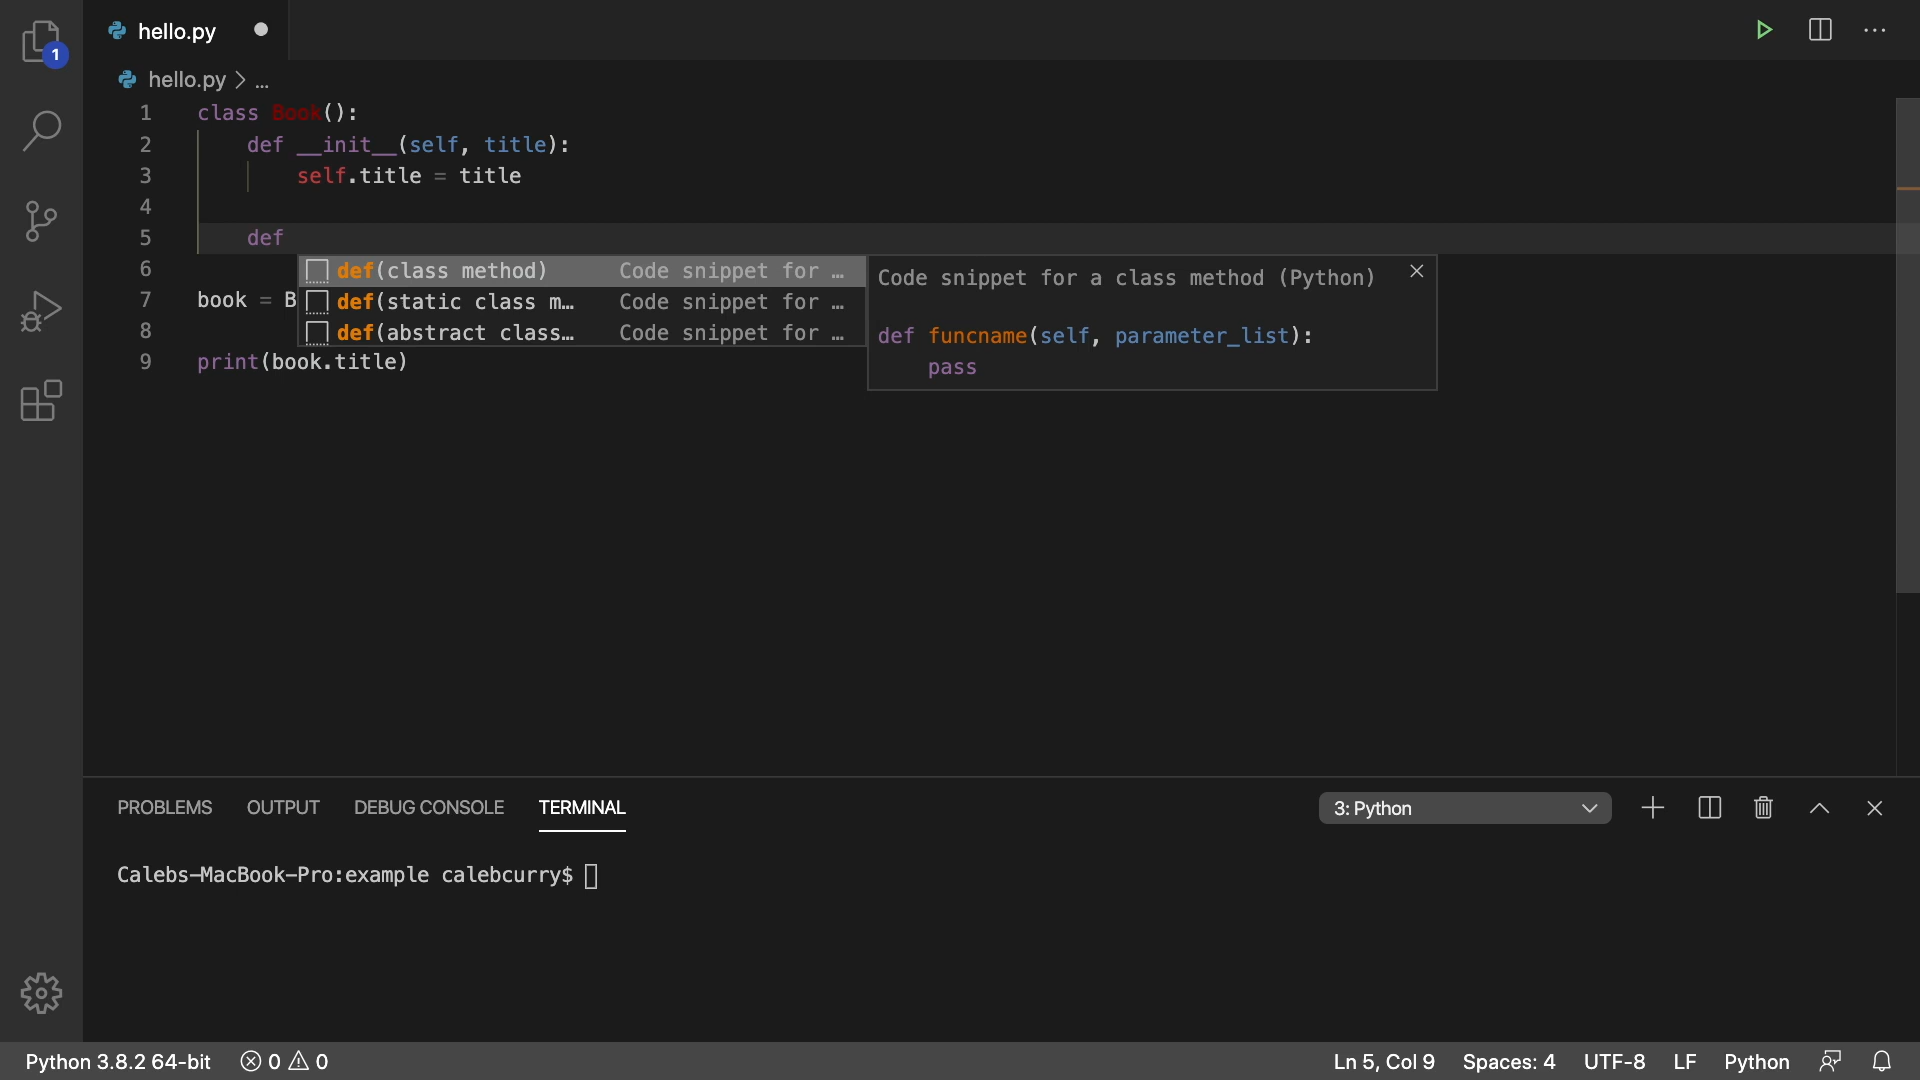 1
hello.py
hello.py > ...
1 class Book():
2     def __init__(self, title):
3         self.title = title
4
5     def
6
7 book = B
8
9 print(book.title)
def(class method) Code snippet for …
def(static class m… Code snippet for …
def(abstract class… Code snippet for …
Code snippet for a class method (Python)
def funcname(self, parameter_list):
    pass
PROBLEMS OUTPUT DEBUG CONSOLE TERMINAL 3: Python
Calebs-MacBook-Pro:example calebcurry$
Python 3.8.2 64-bit 0 0 Ln 5, Col 9 Spaces: 4 UTF-8 LF Python